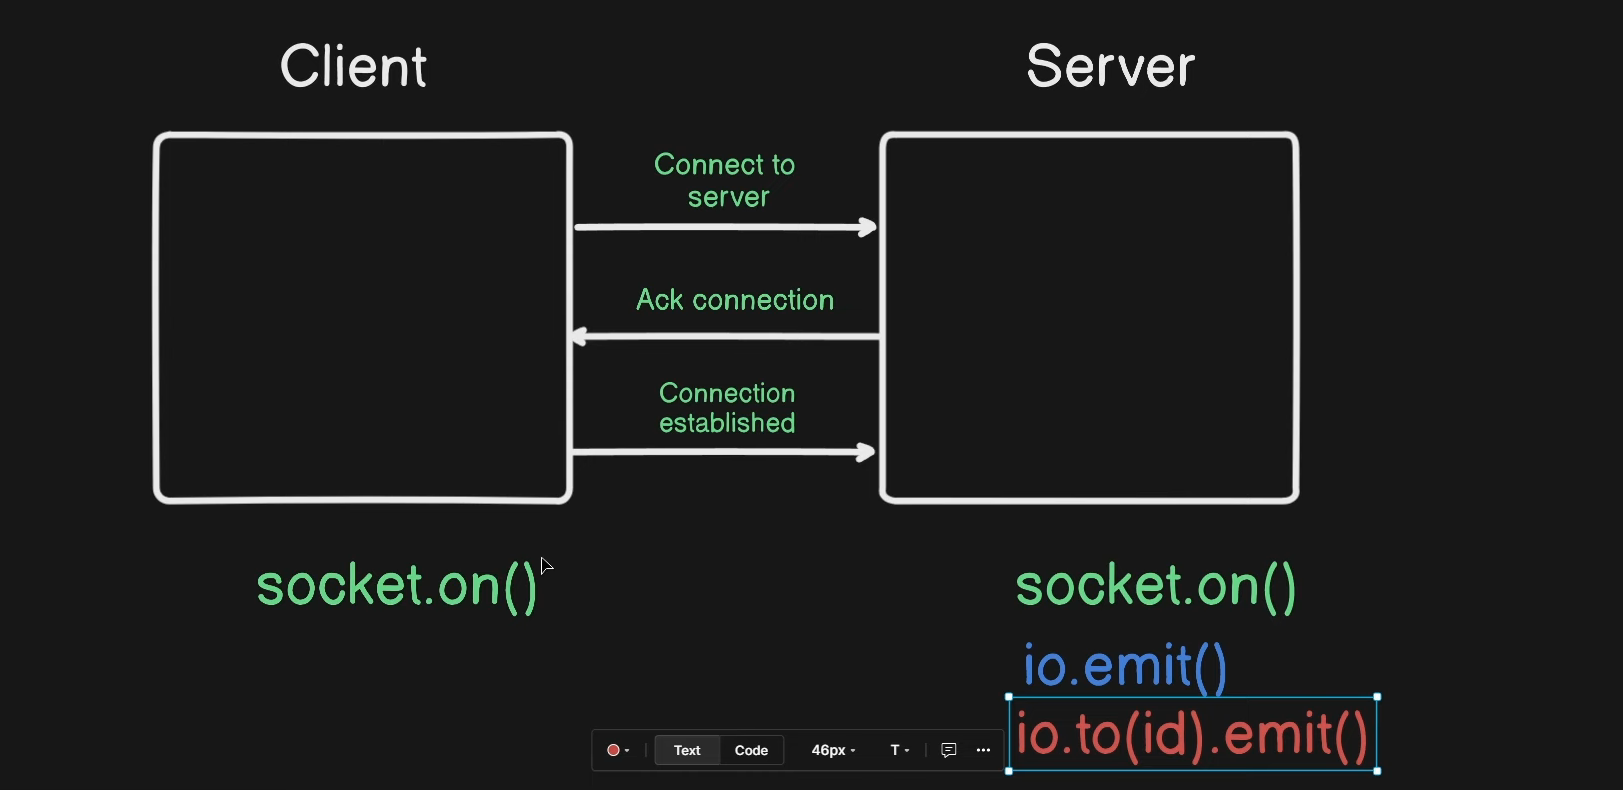 Client
Server
Connect to
server
Ack connection
Connection
established
socket.on()
socket.on()
io.emit()
io.to(id).emit()
Text
Code
46px
T